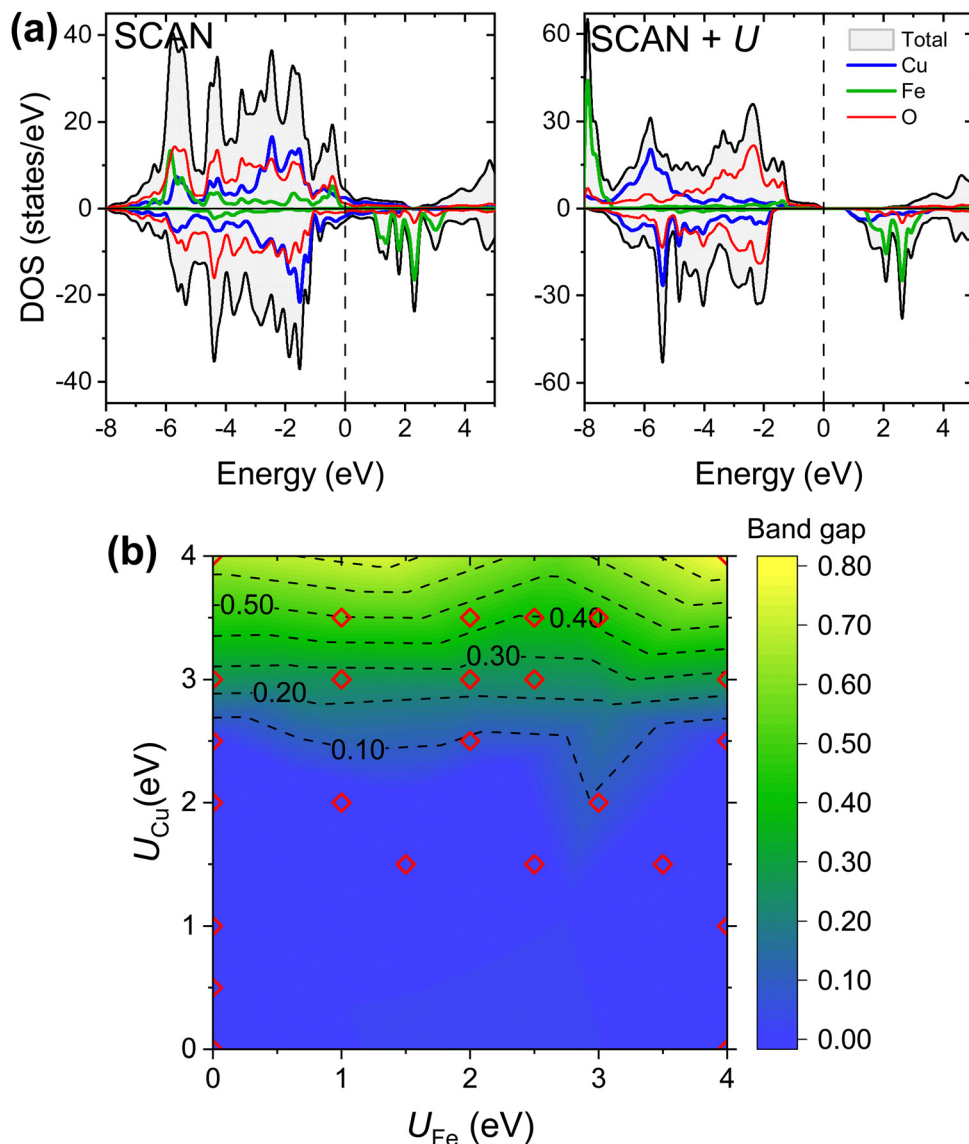 (a) SCAN
SCAN + U
Total
Cu
Fe
O
DOS (states/eV)
40
20
0
-20
-40
-8 -6 -4 -2 0 2 4
Energy (eV)
60
30
0
-30
-60
-8 -6 -4 -2 0 2 4
Energy (eV)
(b)
Band gap
U_Cu(eV)
4
3
2
1
0
0.50
0.40
0.30
0.20
0.10
0 1 2 3 4
U_Fe (eV)
0.80
0.70
0.60
0.50
0.40
0.30
0.20
0.10
0.00